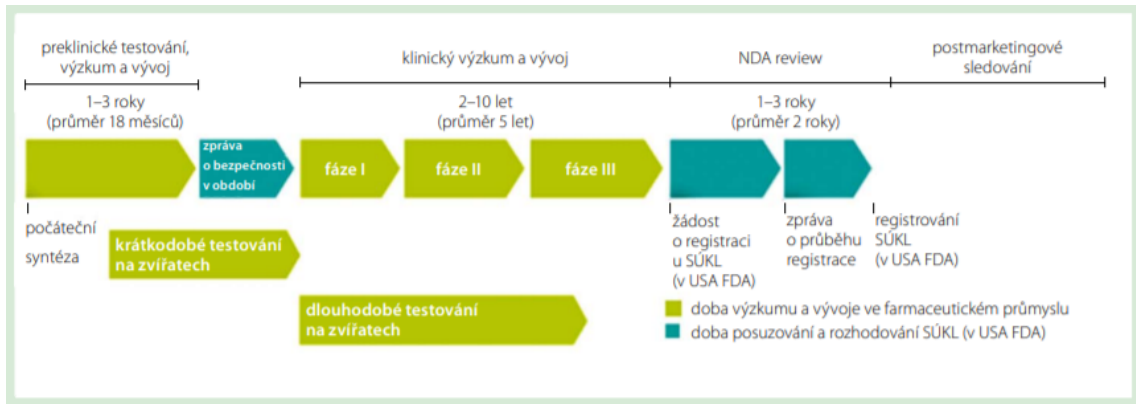 preklinické testování,
výzkum a vývoj
klinický výzkum a vývoj
NDA review
postmarketingové
sledování
1–3 roky
(průměr 18 měsíců)
2–10 let
(průměr 5 let)
1–3 roky
(průměr 2 roky)
zpráva
o bezpečnosti
v období
fáze I
fáze II
fáze III
počáteční
syntéza
krátkodobé testování
na zvířatech
žádost
o registraci
u SÚKL
(v USA FDA)
zpráva
o průběhu
registrace
registrování
SÚKL
(v USA FDA)
dlouhodobé testování
na zvířatech
doba výzkumu a vývoje ve farmaceutickém průmyslu
doba posuzování a rozhodování SÚKL (v USA FDA)